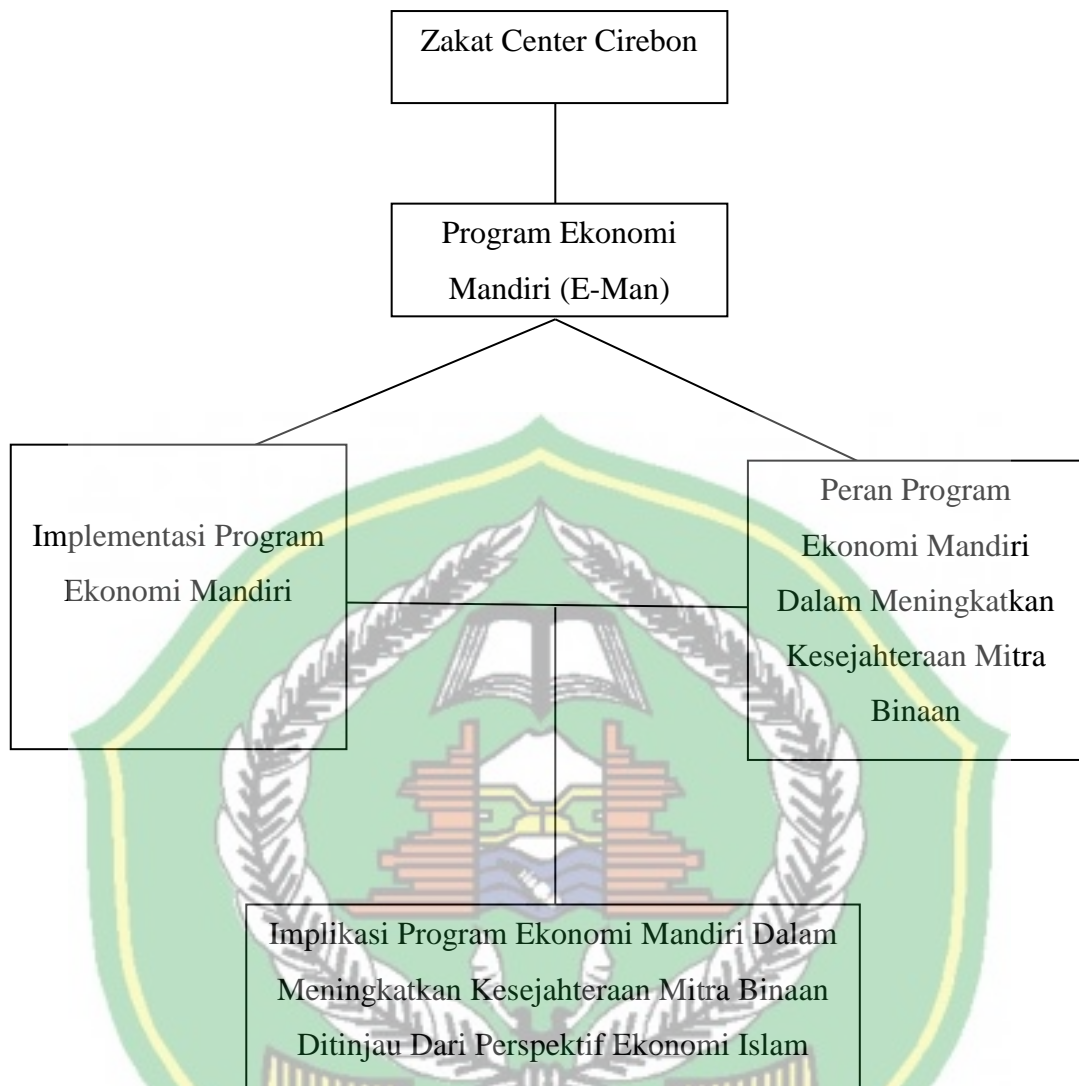 Zakat Center Cirebon
Program Ekonomi
Mandiri (E-Man)
Implementasi Program
Ekonomi Mandiri
Peran Program
Ekonomi Mandiri
Dalam Meningkatkan
Kesejahteraan Mitra
Binaan
Implikasi Program Ekonomi Mandiri Dalam
Meningkatkan Kesejahteraan Mitra Binaan
Ditinjau Dari Perspektif Ekonomi Islam